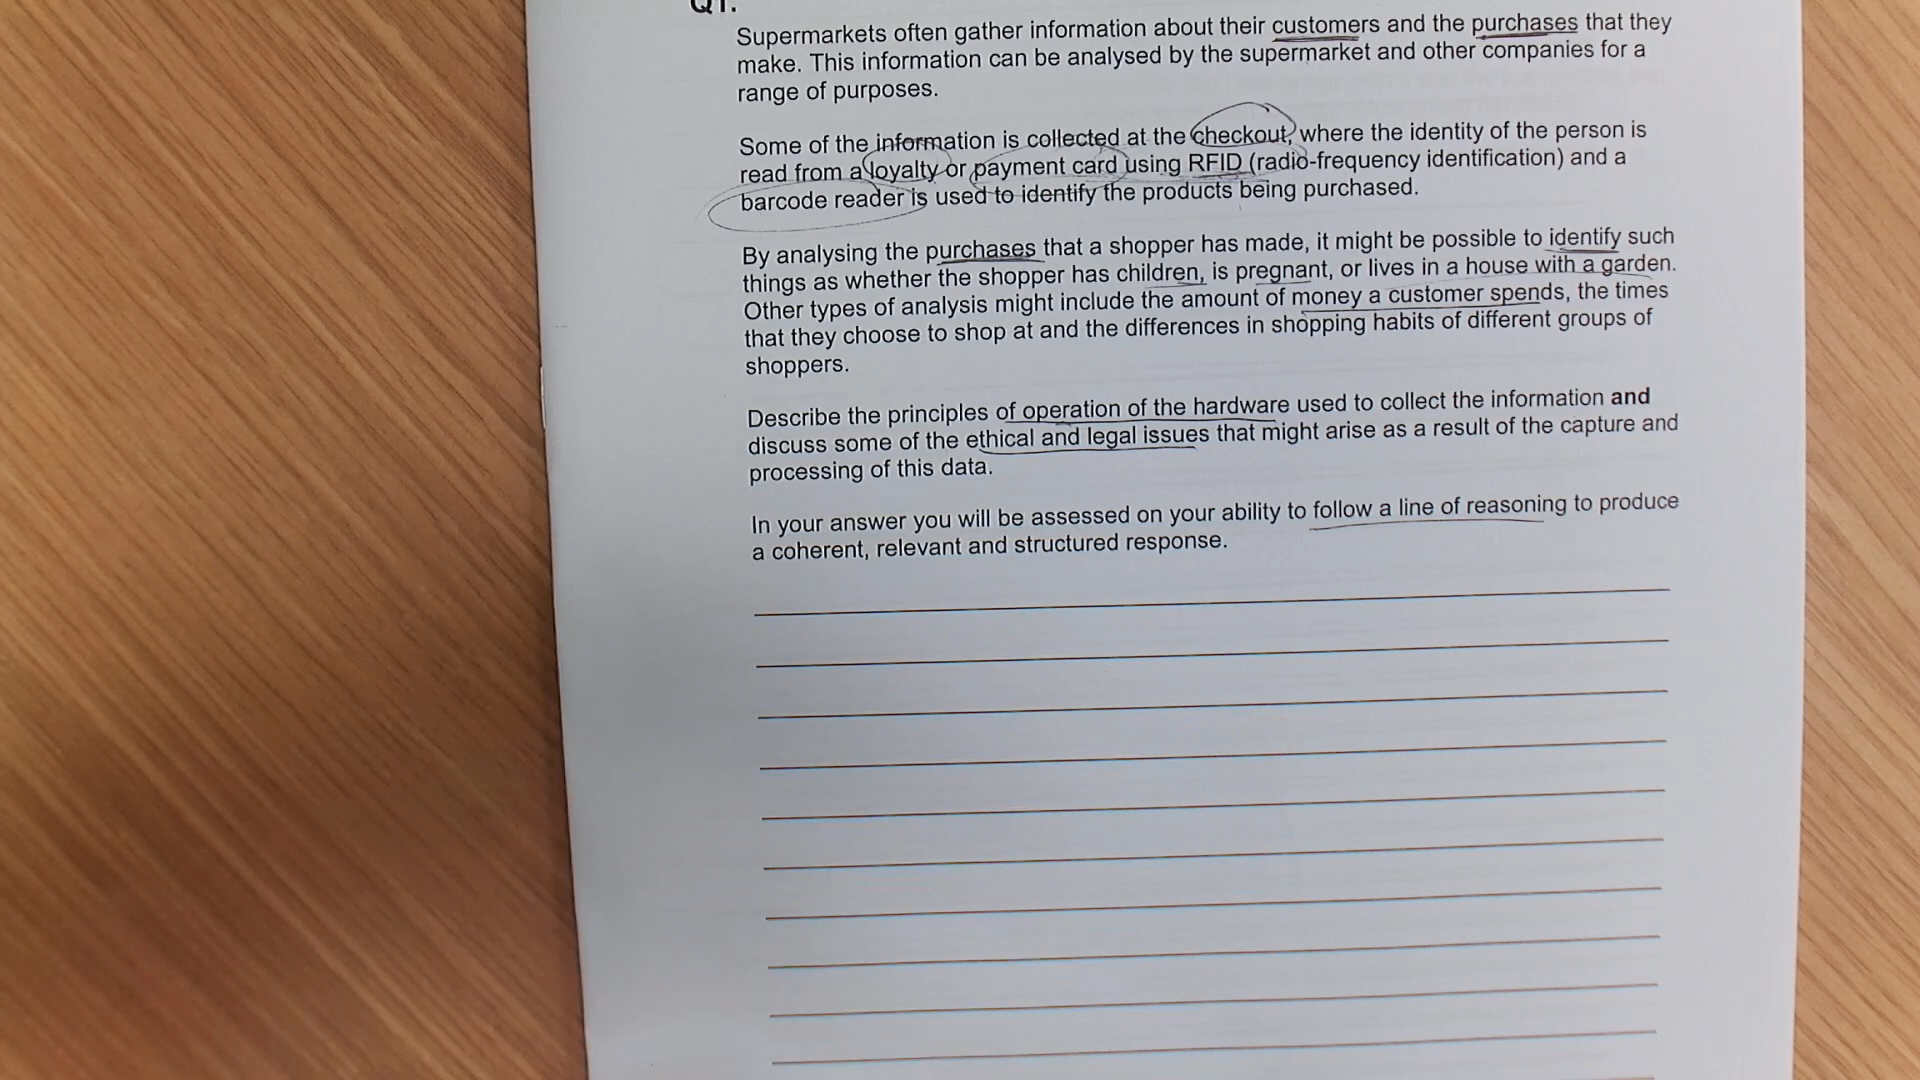 Q1.
Supermarkets often gather information about their customers and the purchases that they
make. This information can be analysed by the supermarket and other companies for a
range of purposes.
Some of the information is collected at the checkout, where the identity of the person is
read from a loyalty or payment card using RFID (radio-frequency identification) and a
barcode reader is used to identify the products being purchased.
By analysing the purchases that a shopper has made, it might be possible to identify such
things as whether the shopper has children, is pregnant, or lives in a house with a garden.
Other types of analysis might include the amount of money a customer spends, the times
that they choose to shop at and the differences in shopping habits of different groups of
shoppers.
Describe the principles of operation of the hardware used to collect the information and
discuss some of the ethical and legal issues that might arise as a result of the capture and
processing of this data.
In your answer you will be assessed on your ability to follow a line of reasoning to produce
a coherent, relevant and structured response.